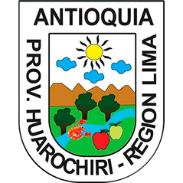 ANTIOQUIA
PROV. HUAROCHIRI - REGION LIMA